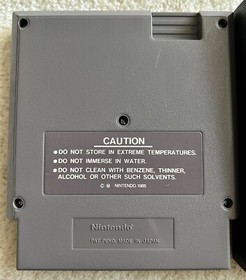 CAUTION
• DO NOT STORE IN EXTREME TEMPERATURES.
• DO NOT IMMERSE IN WATER.
• DO NOT CLEAN WITH BENZENE, THINNER,
ALCOHOL OR OTHER SUCH SOLVENTS.
© NINTENDO 1985
Nintendo
MADE IN JAPAN